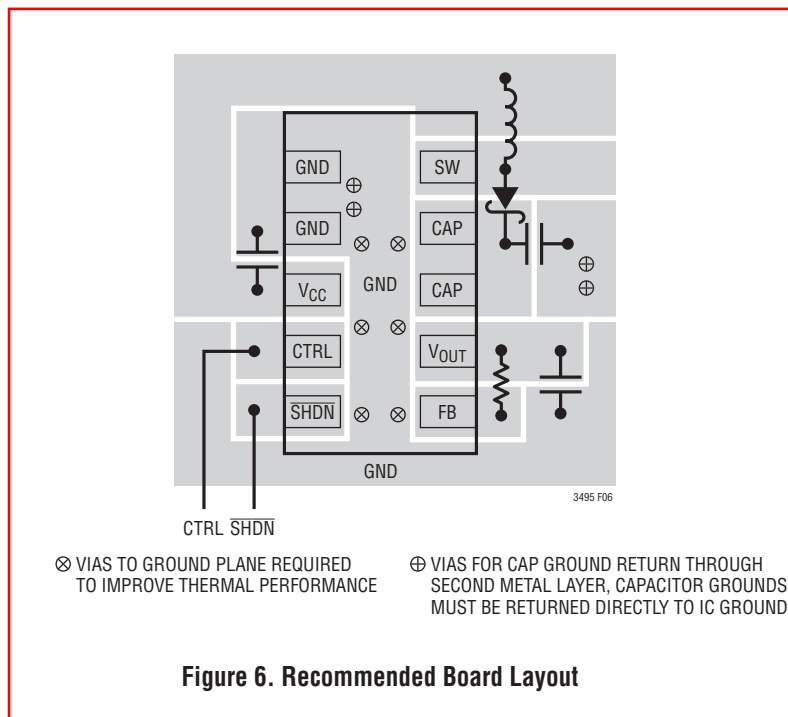 GND
SW
GND
CAP
GND
VCC
CAP
CTRL
VOUT
SHDN
FB
GND
3495 F06
CTRL SHDN
⊗ VIAS TO GROUND PLANE REQUIRED
TO IMPROVE THERMAL PERFORMANCE
⊕ VIAS FOR CAP GROUND RETURN THROUGH
SECOND METAL LAYER, CAPACITOR GROUNDS
MUST BE RETURNED DIRECTLY TO IC GROUND
Figure 6. Recommended Board Layout